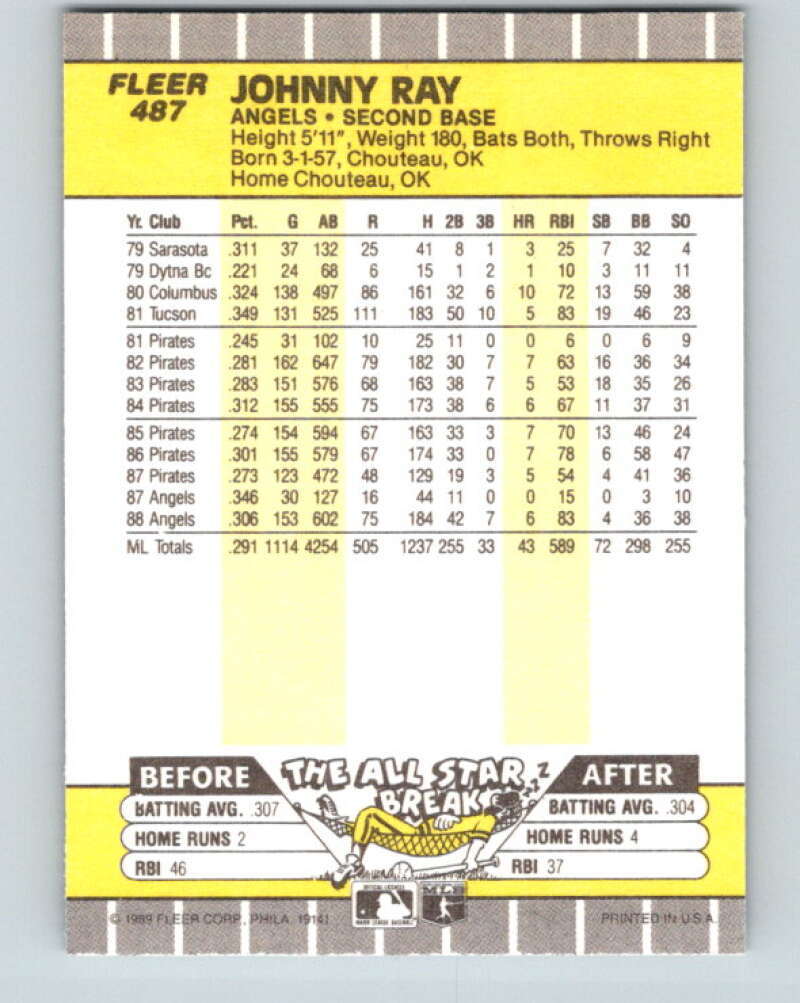 FLEER
487
JOHNNY RAY
ANGELS • SECOND BASE
Height 5'11", Weight 180, Bats Both, Throws Right
Born 3-1-57, Chouteau, OK
Home Chouteau, OK
Yr. Club Pct. G AB R H 2B 3B HR RBI SB BB SO
79 Sarasota .311 37 132 25 41 8 1 3 25 7 32 4
79 Dytna Bc .221 24 68 6 15 1 2 1 10 3 11 11
80 Columbus .324 138 497 86 161 32 6 10 72 13 59 38
81 Tucson .349 131 525 111 183 50 10 5 83 19 46 23
81 Pirates .245 31 102 10 25 11 0 0 6 0 6 9
82 Pirates .281 162 647 79 182 30 7 7 63 16 36 34
83 Pirates .283 151 576 68 163 38 7 5 53 18 35 26
84 Pirates .312 155 555 75 173 38 6 6 67 11 37 31
85 Pirates .274 154 594 67 163 33 3 7 70 13 46 24
86 Pirates .301 155 579 67 174 33 0 7 78 6 58 47
87 Pirates .273 123 472 48 129 19 3 5 54 4 41 36
87 Angels .346 30 127 16 44 11 0 0 15 0 3 10
88 Angels .306 153 602 75 184 42 7 6 83 4 36 38
ML Totals .291 1114 4254 505 1237 255 33 43 589 72 298 255
THE ALL STAR BREAK
Z Z Z
BEFORE
BATTING AVG. .307
HOME RUNS 2
RBI 46
AFTER
BATTING AVG. .304
HOME RUNS 4
RBI 37
OFFICIAL LICENSEE
MAJOR LEAGUE BASEBALL
© 1989 FLEER CORP., PHILA. 19141
PRINTED IN U.S.A.